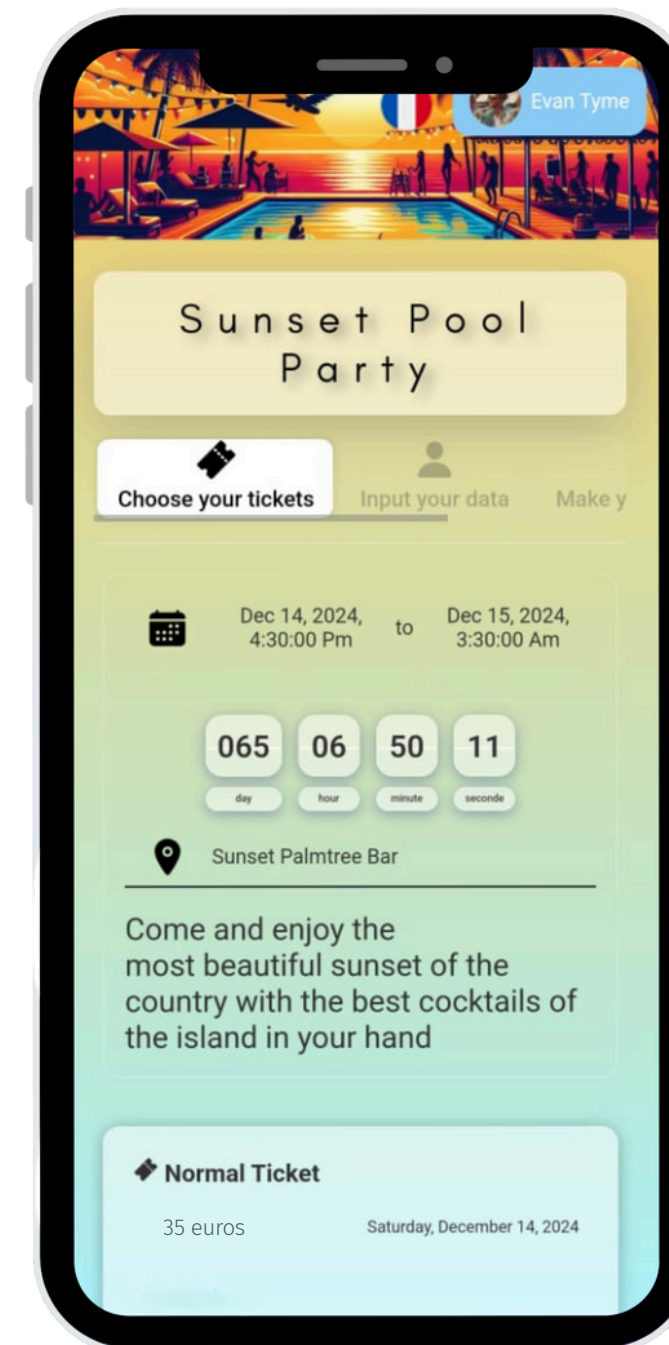 Evan Tyme
Sunset Pool
Party
Choose your tickets
Input your data
Make y
Dec 14, 2024,
4:30:00 Pm
to
Dec 15, 2024,
3:30:00 Am
065 06 50 11
day hour minute seconde
Sunset Palmtree Bar
Come and enjoy the
most beautiful sunset of the
country with the best cocktails of
the island in your hand
Normal Ticket
35 euros
Saturday, December 14, 2024